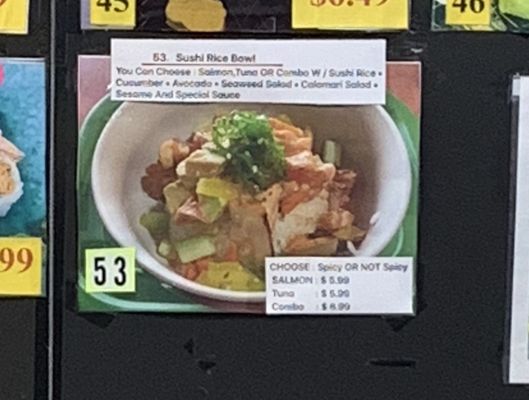 45
$6.49
46
53. Sushi Rice Bowl
You Can Choose : Salmon,Tuna OR Combo W / Sushi Rice •
Cucumber • Avocado • Seaweed Salad • Calamari Salad •
Sesame And Special Sauce
99
53
CHOOSE : Spicy OR NOT Spicy
SALMON : $ 5.99
Tuna : $ 5.99
Combo : $ 6.99